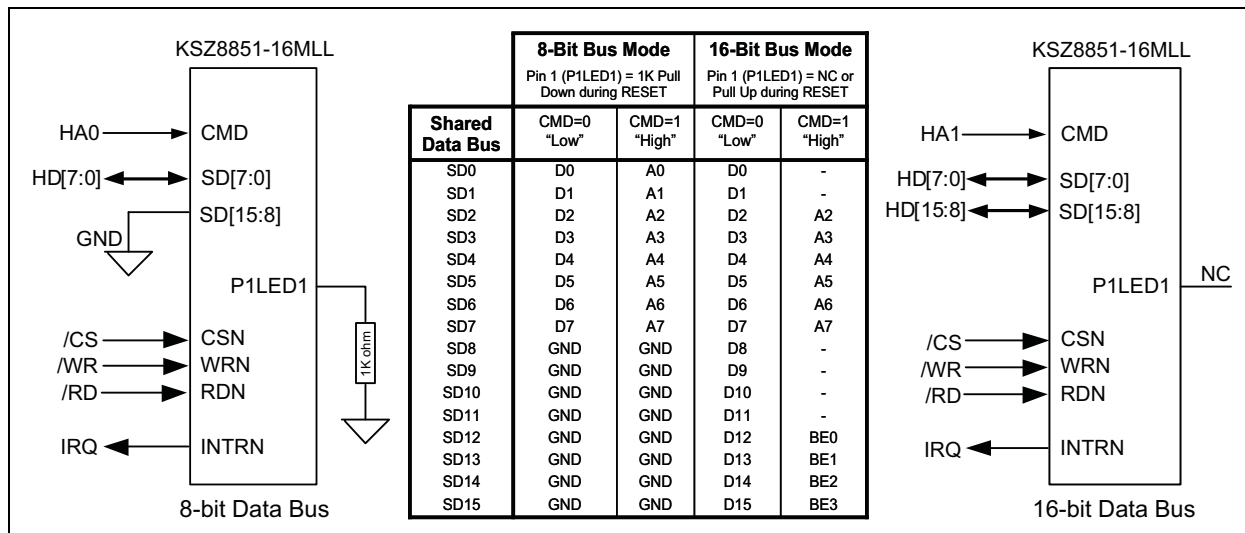 KSZ8851-16MLL
HA0
CMD
HD[7:0]
SD[7:0]
SD[15:8]
GND
P1LED1
1K ohm
/CS
CSN
/WR
WRN
/RD
RDN
IRQ
INTRN
8-bit Data Bus
8-Bit Bus Mode 16-Bit Bus Mode
Pin 1 (P1LED1) = 1K Pull Pin 1 (P1LED1) = NC or
Down during RESET Pull Up during RESET
Shared CMD=0 CMD=1 CMD=0 CMD=1
Data Bus "Low" "High" "Low" "High"
SD0 D0 A0 D0 -
SD1 D1 A1 D1 -
SD2 D2 A2 D2 A2
SD3 D3 A3 D3 A3
SD4 D4 A4 D4 A4
SD5 D5 A5 D5 A5
SD6 D6 A6 D6 A6
SD7 D7 A7 D7 A7
SD8 GND GND D8 -
SD9 GND GND D9 -
SD10 GND GND D10 -
SD11 GND GND D11 -
SD12 GND GND D12 BE0
SD13 GND GND D13 BE1
SD14 GND GND D14 BE2
SD15 GND GND D15 BE3
KSZ8851-16MLL
HA1
CMD
HD[7:0]
SD[7:0]
HD[15:8]
SD[15:8]
P1LED1
NC
/CS
CSN
/WR
WRN
/RD
RDN
IRQ
INTRN
16-bit Data Bus